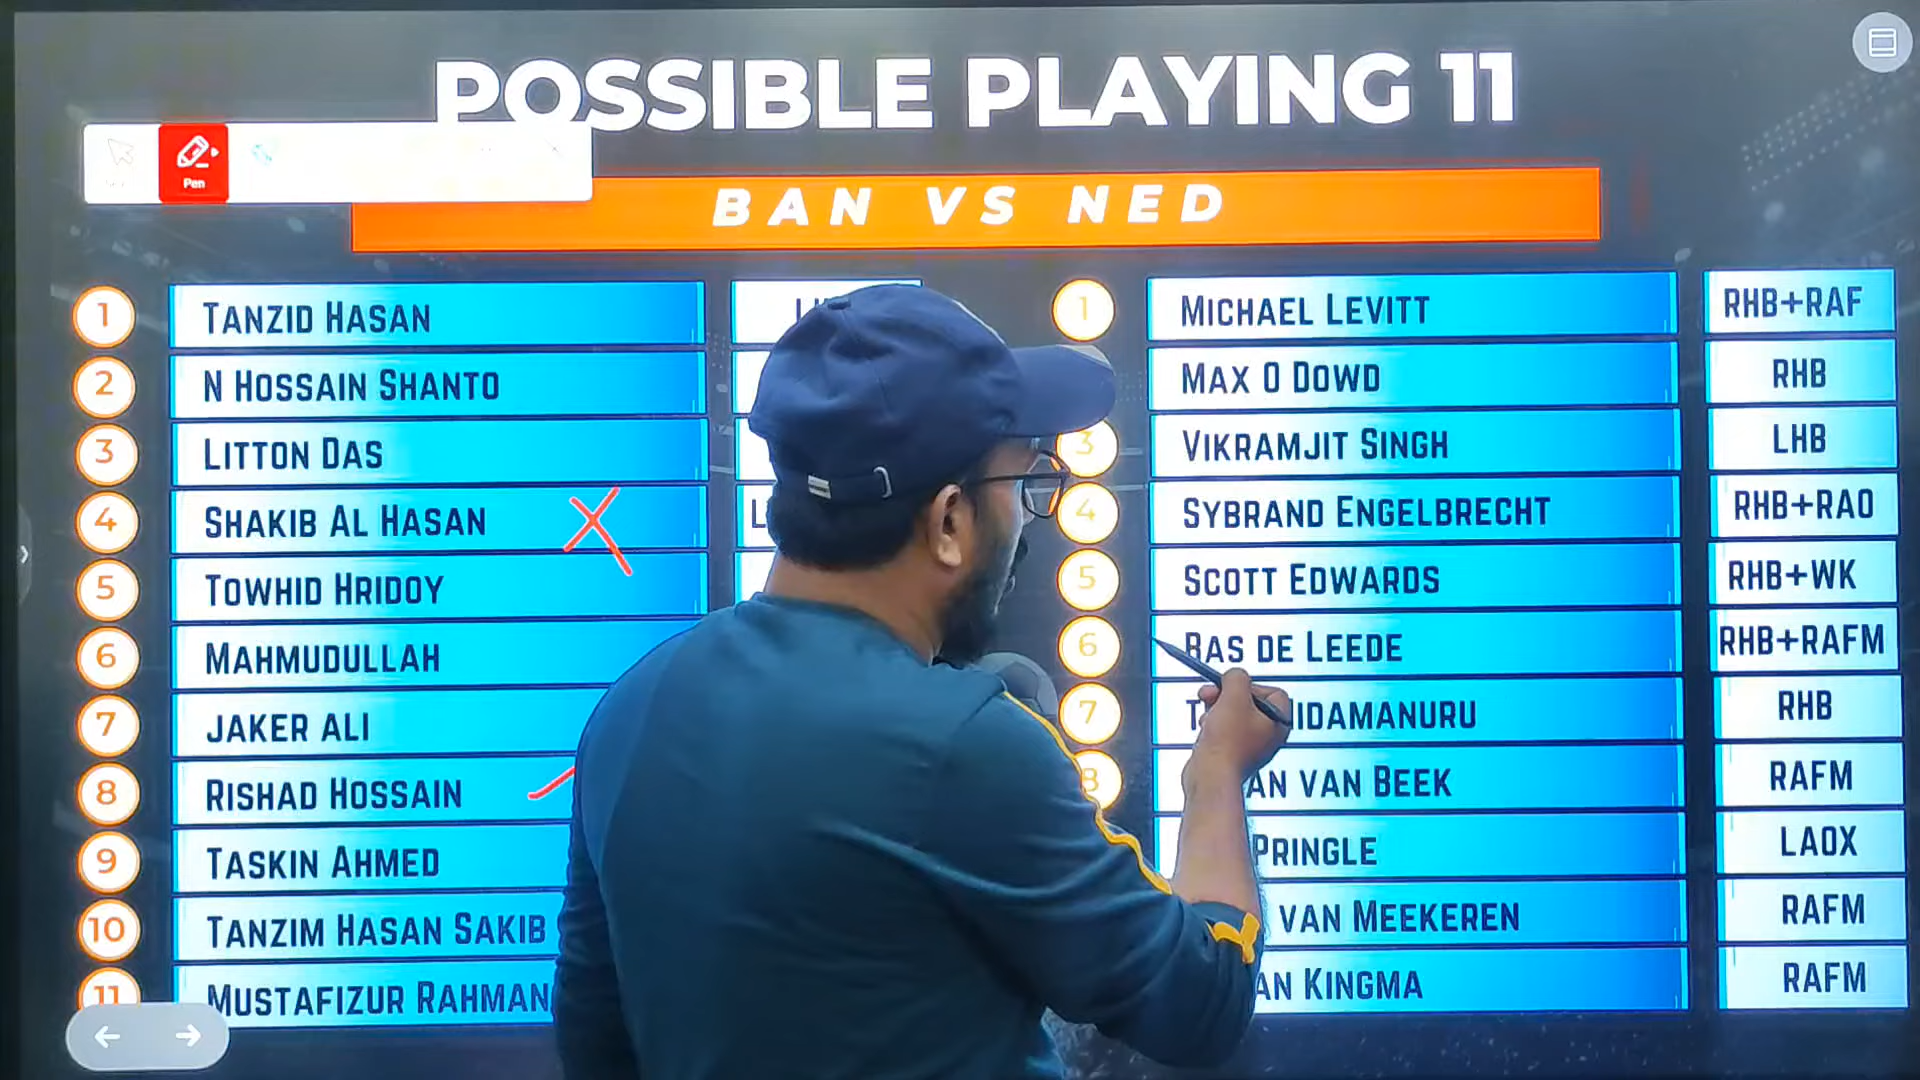 POSSIBLE PLAYING 11
Pen
BAN VS NED
1 TANZID HASAN
2 N HOSSAIN SHANTO
3 LITTON DAS
4 SHAKIB AL HASAN
5 TOWHID HRIDOY
6 MAHMUDULLAH
7 JAKER ALI
8 RISHAD HOSSAIN
9 TASKIN AHMED
10 TANZIM HASAN SAKIB
11 MUSTAFIZUR RAHMAN
1 MICHAEL LEVITT RHB+RAF
MAX O DOWD RHB
3 VIKRAMJIT SINGH LHB
4 SYBRAND ENGELBRECHT RHB+RAO
5 SCOTT EDWARDS RHB+WK
6 BAS DE LEEDE RHB+RAFM
7 RHB
8 VAN BEEK RAFM
PRINGLE LAOX
VAN MEEKEREN RAFM
KINGMA RAFM